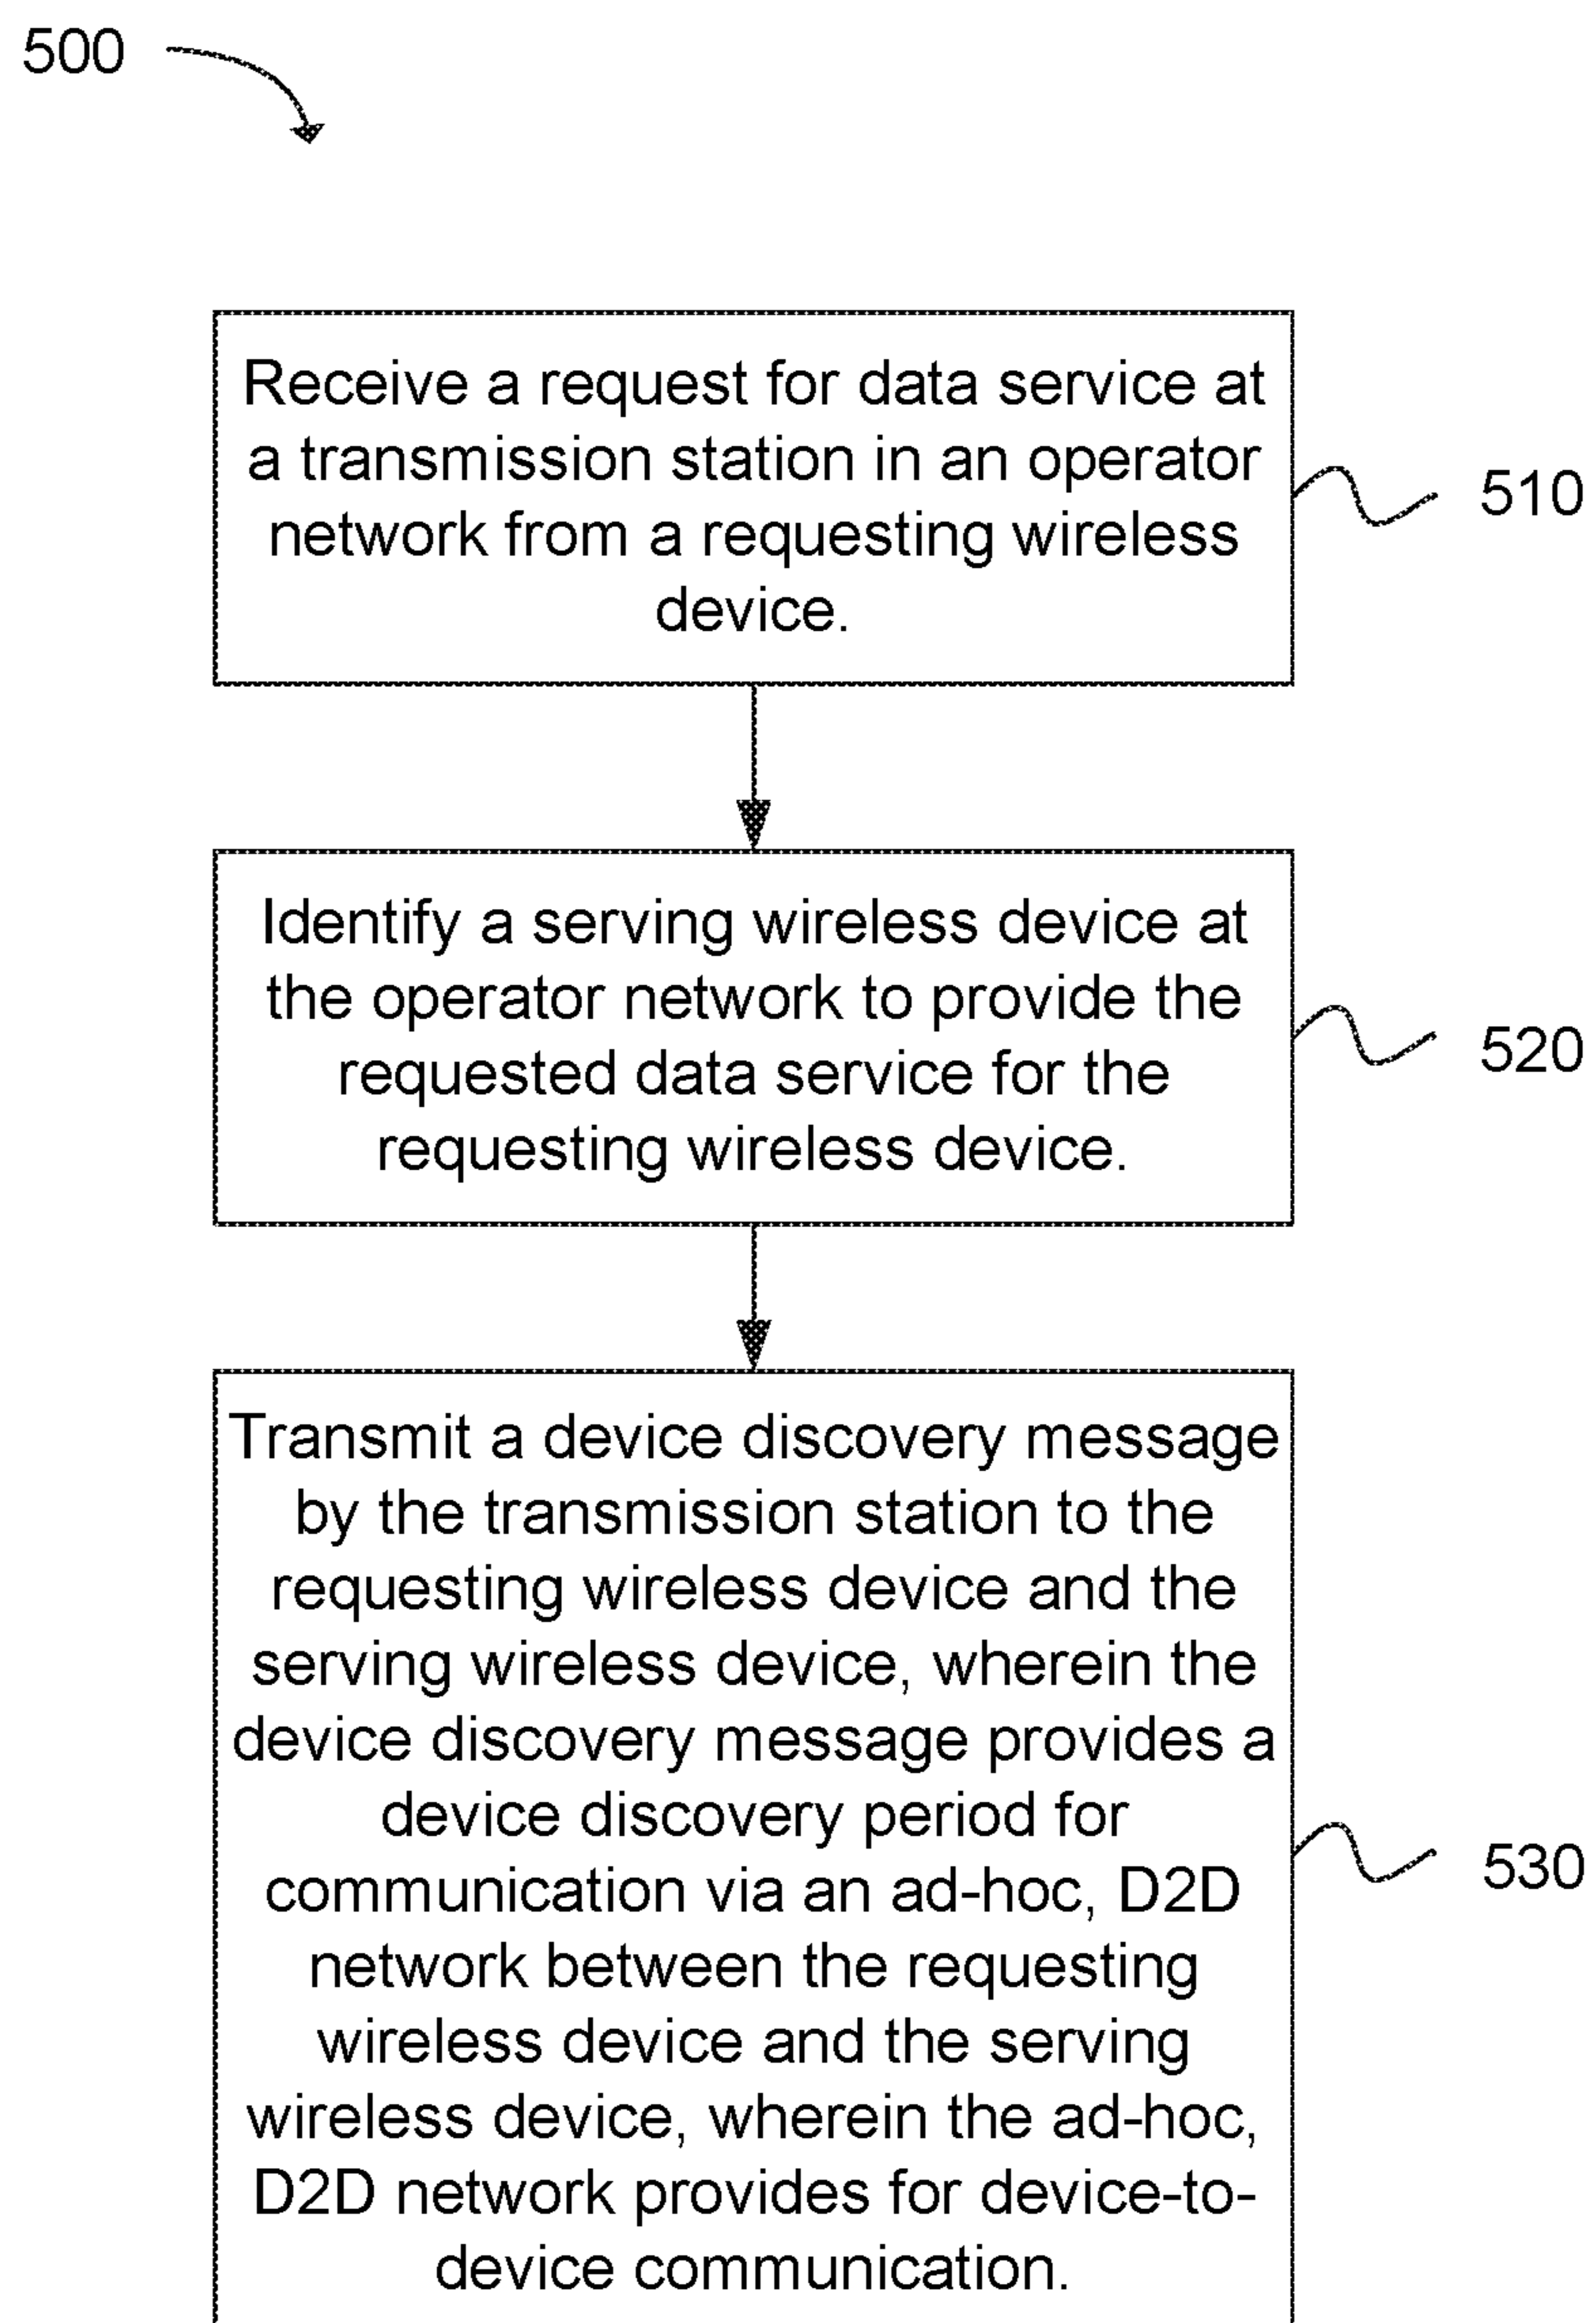 500
Receive a request for data service at
a transmission station in an operator
network from a requesting wireless
device.
510
Identify a serving wireless device at
the operator network to provide the
requested data service for the
requesting wireless device.
520
Transmit a device discovery message
by the transmission station to the
requesting wireless device and the
serving wireless device, wherein the
device discovery message provides a
device discovery period for
communication via an ad-hoc, D2D
network between the requesting
wireless device and the serving
wireless device, wherein the ad-hoc,
D2D network provides for device-to-
device communication.
530